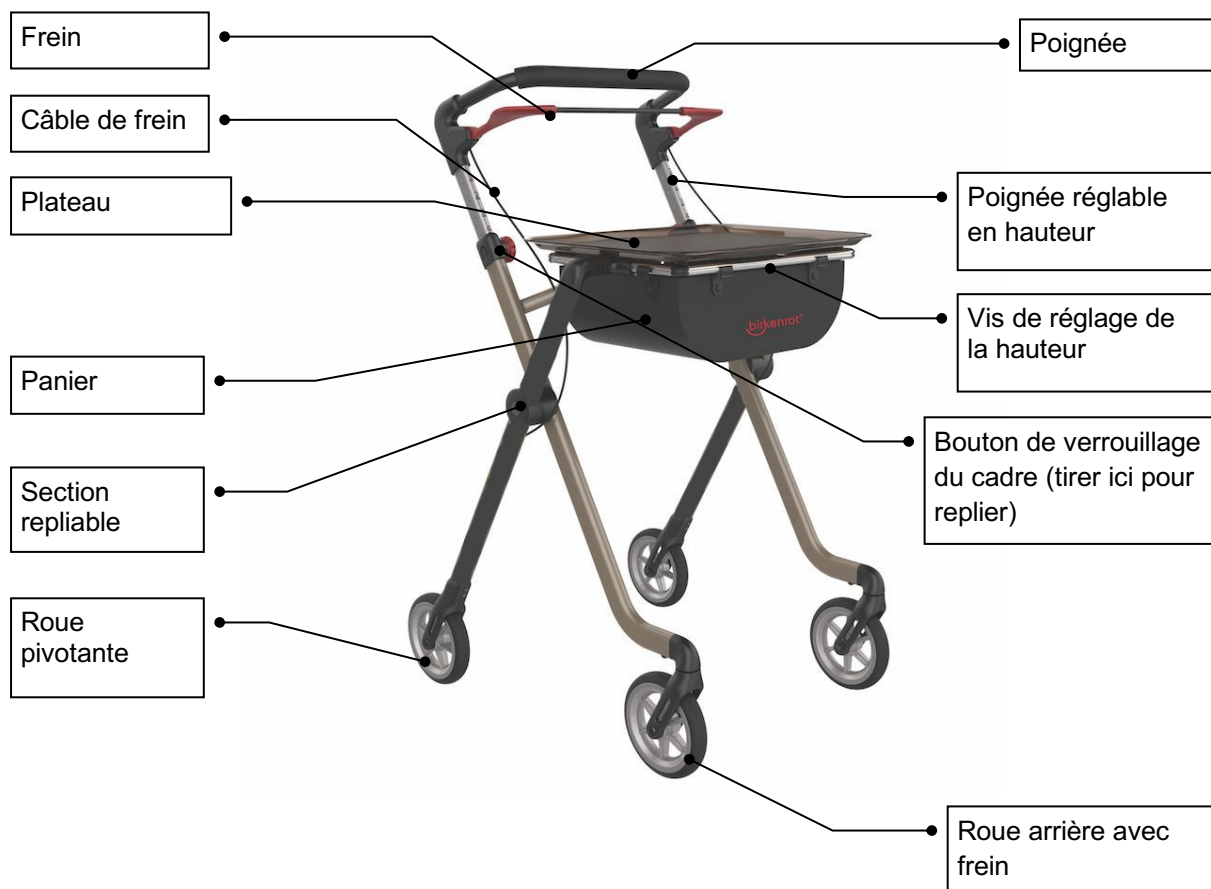 Frein
Câble de frein
Plateau
Panier
Section
repliable
Roue
pivotante
Poignée
Poignée réglable
en hauteur
Vis de réglage de
la hauteur
Bouton de verrouillage
du cadre (tirer ici pour
replier)
Roue arrière avec
frein
birkenrot